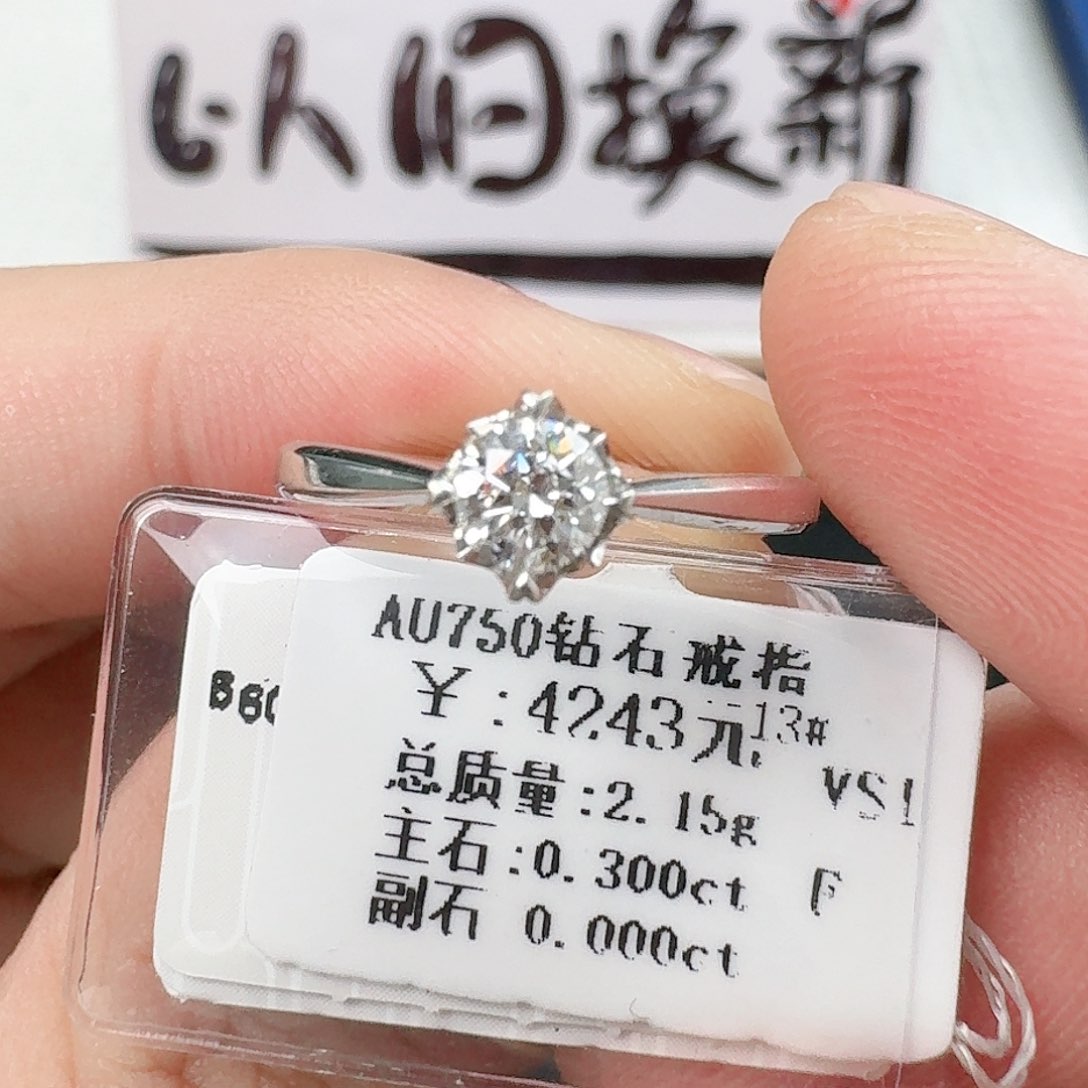 以旧换新
AU750钻石戒指
￥:4243元 13#
总质量:2.15g VS1
主石:0.300ct F
副石 0.000ct